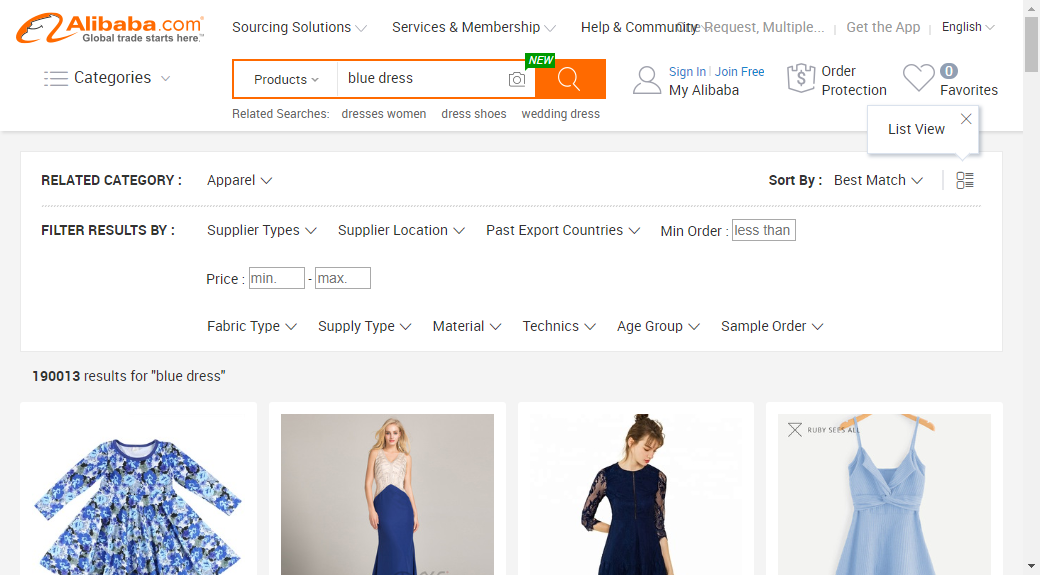 Alibaba.com
Global trade starts here.™
Sourcing Solutions
Services & Membership
Help & Community
One Request, Multiple...
Get the App
English
Categories
Products
blue dress
NEW
Sign In | Join Free
My Alibaba
Order
Protection
0
Favorites
Related Searches: dresses women dress shoes wedding dress
List View
RELATED CATEGORY :
Apparel
Sort By :
Best Match
FILTER RESULTS BY :
Supplier Types
Supplier Location
Past Export Countries
Min Order : less than
Price : min. - max.
Fabric Type
Supply Type
Material
Technics
Age Group
Sample Order
190013 results for "blue dress"
RUBY SEES ALL